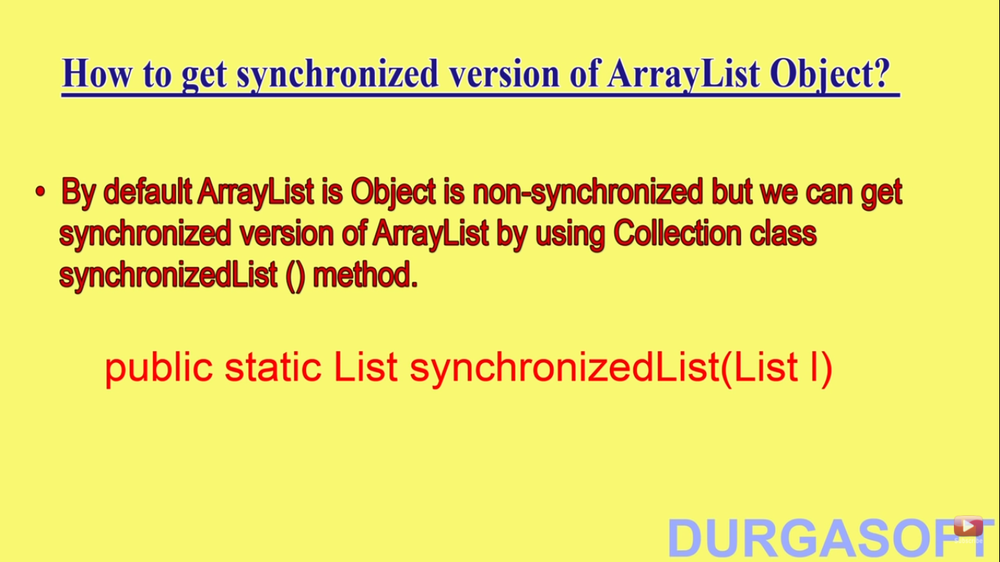 How to get synchronized version of ArrayList Object?
• By default ArrayList is Object is non-synchronized but we can get
synchronized version of ArrayList by using Collection class
synchronizedList () method.
public static List synchronizedList(List l)
DURGASOFT
Subscribe